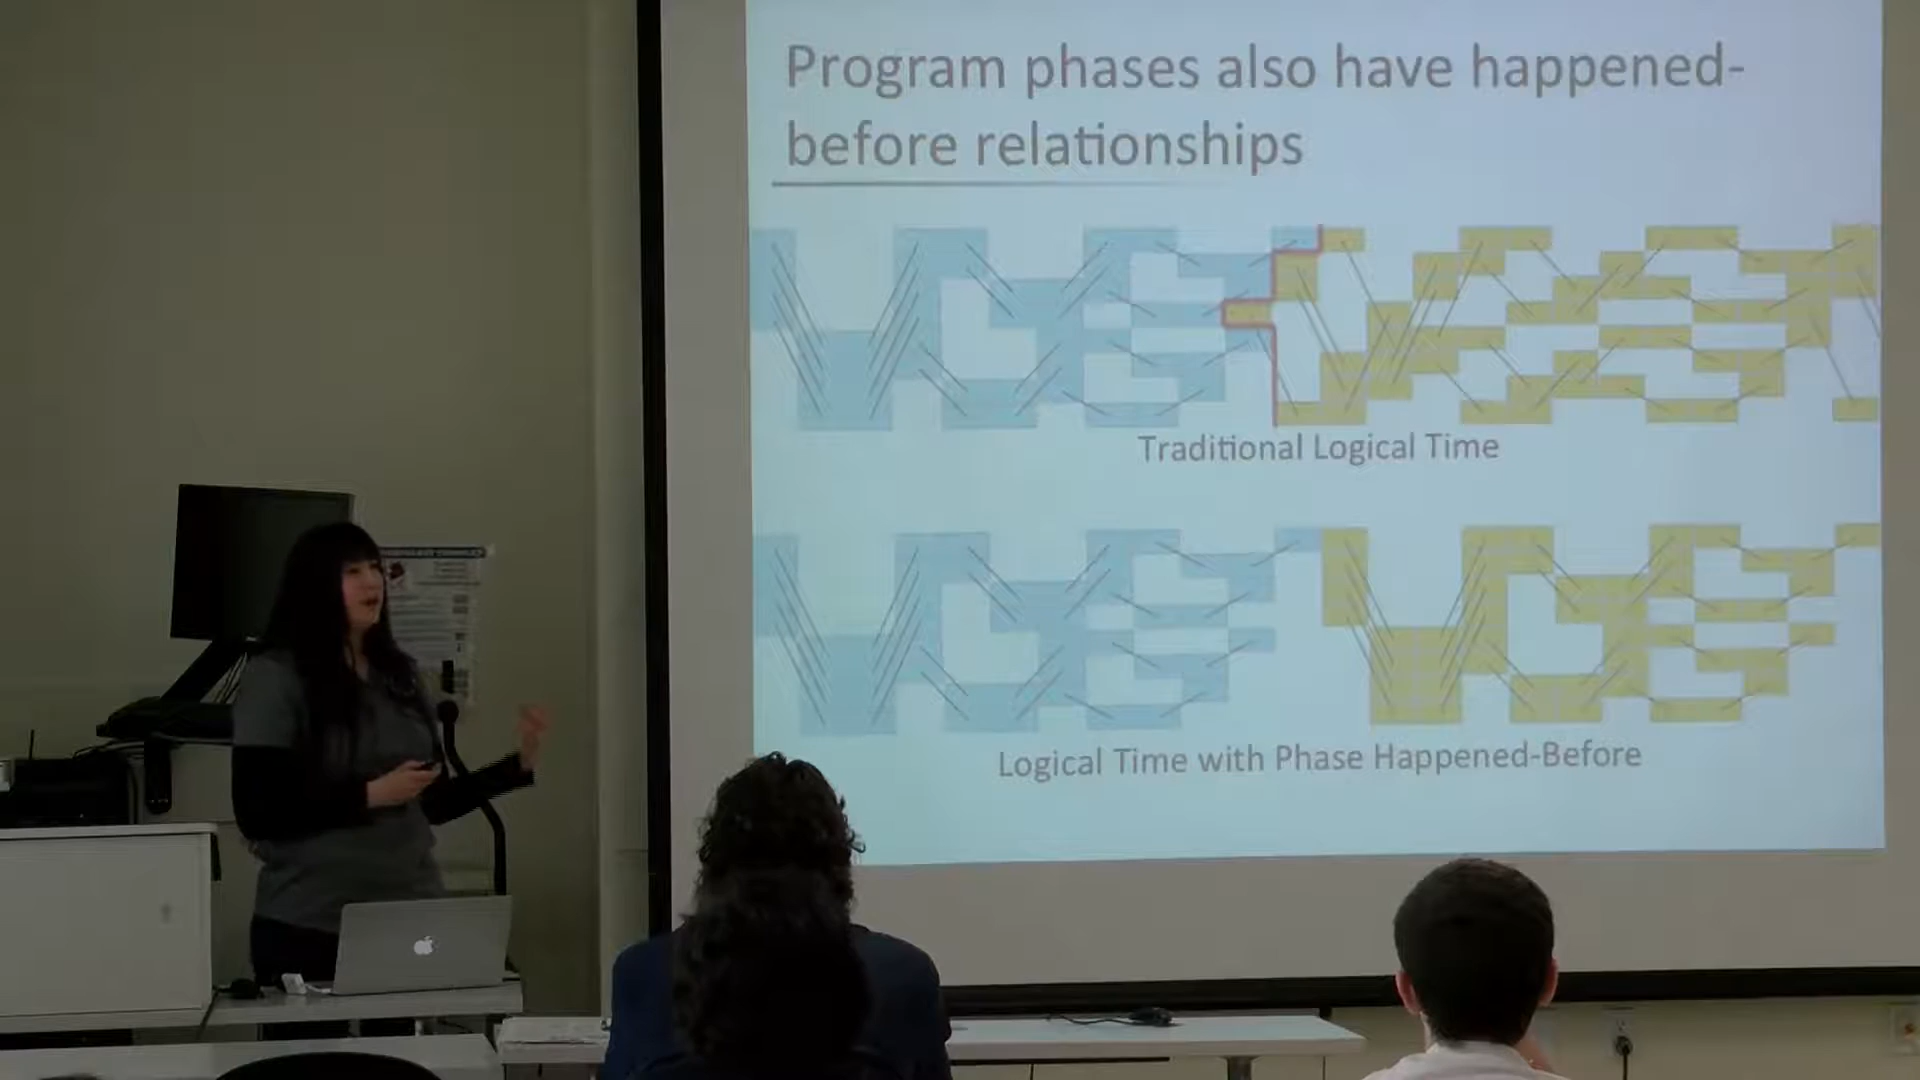 Program phases also have happened-
before relationships
Traditional Logical Time
Logical Time with Phase Happened-Before